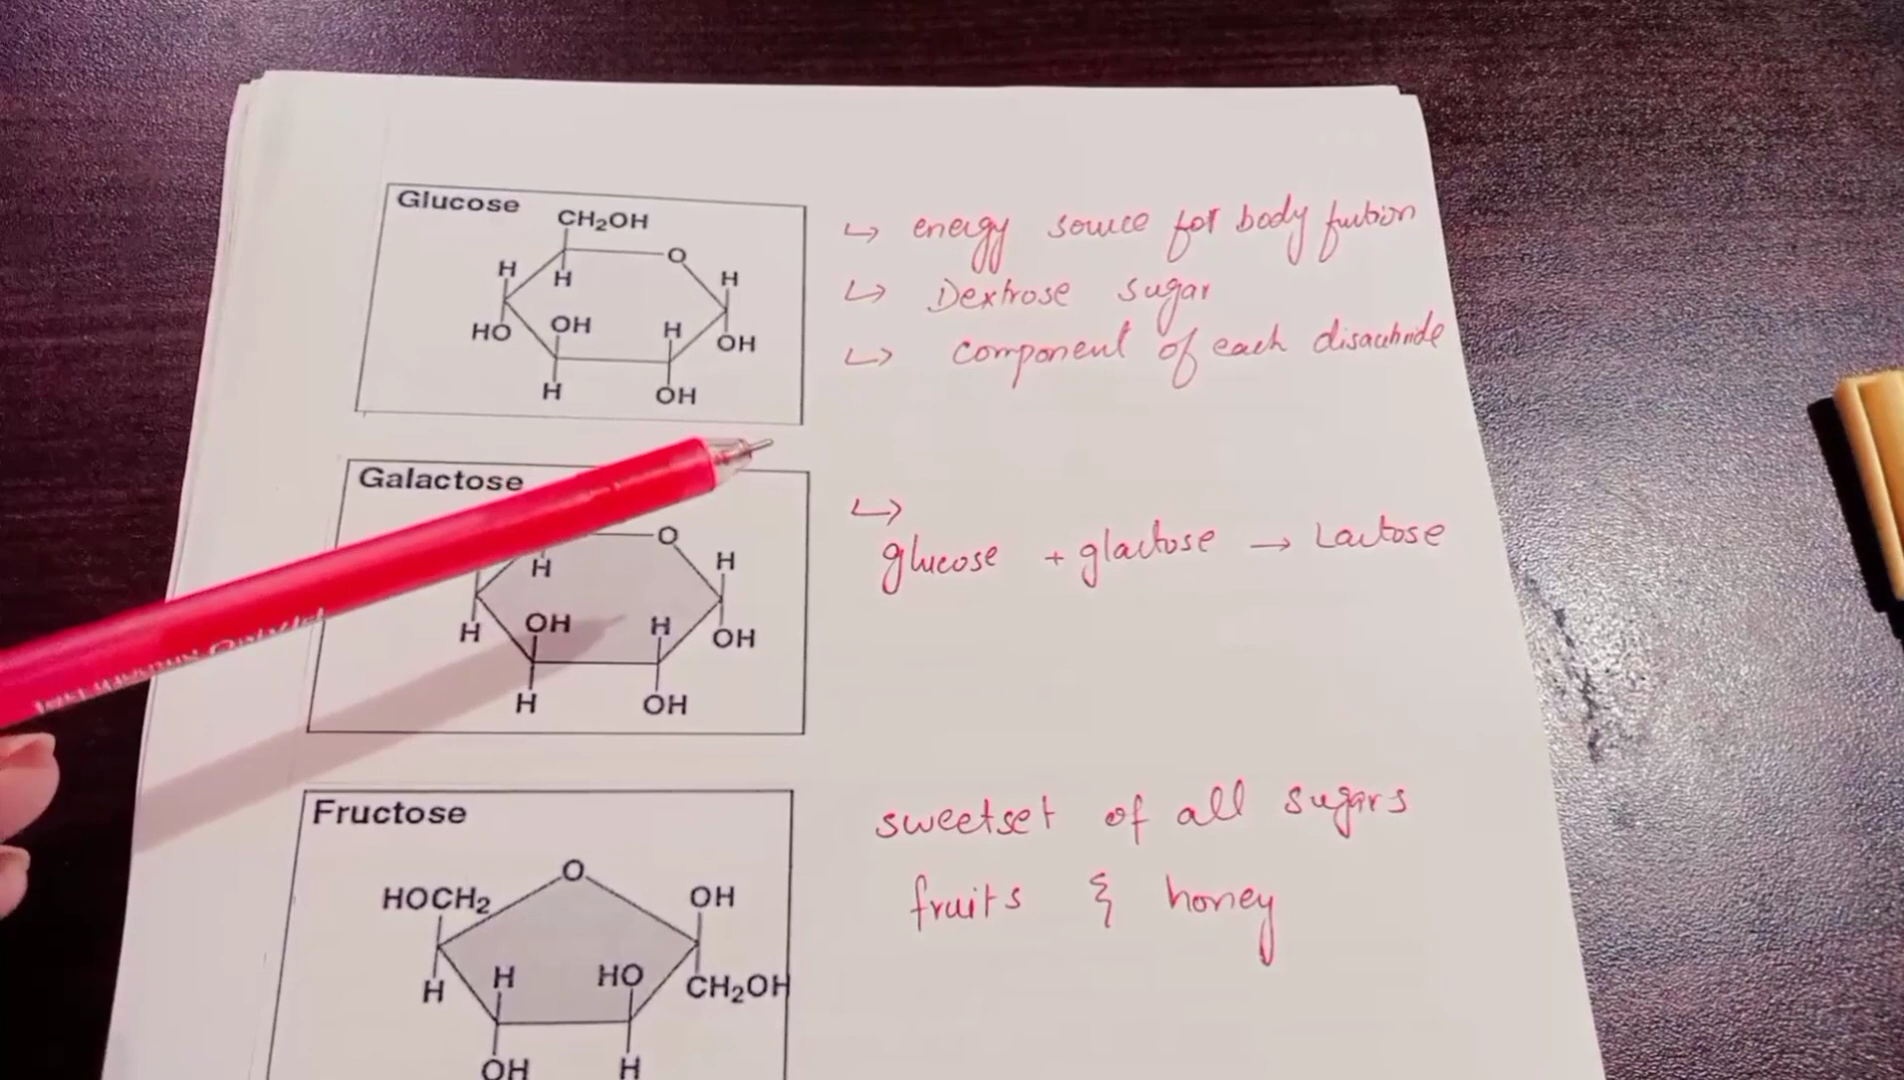 Glucose
CH₂OH
O
H
H
H
HO
OH
H
OH
H
OH
↳ energy source for body fution
↳ Dextrose sugar
↳ component of each disacchride
Galactose
O
H
H
H
OH
H
OH
H
OH
↳
glucose + glactose → Lactose
Fructose
O
HOCH₂
OH
H
H
HO
CH₂OH
OH
H
sweetset of all sugars
fruits & honey